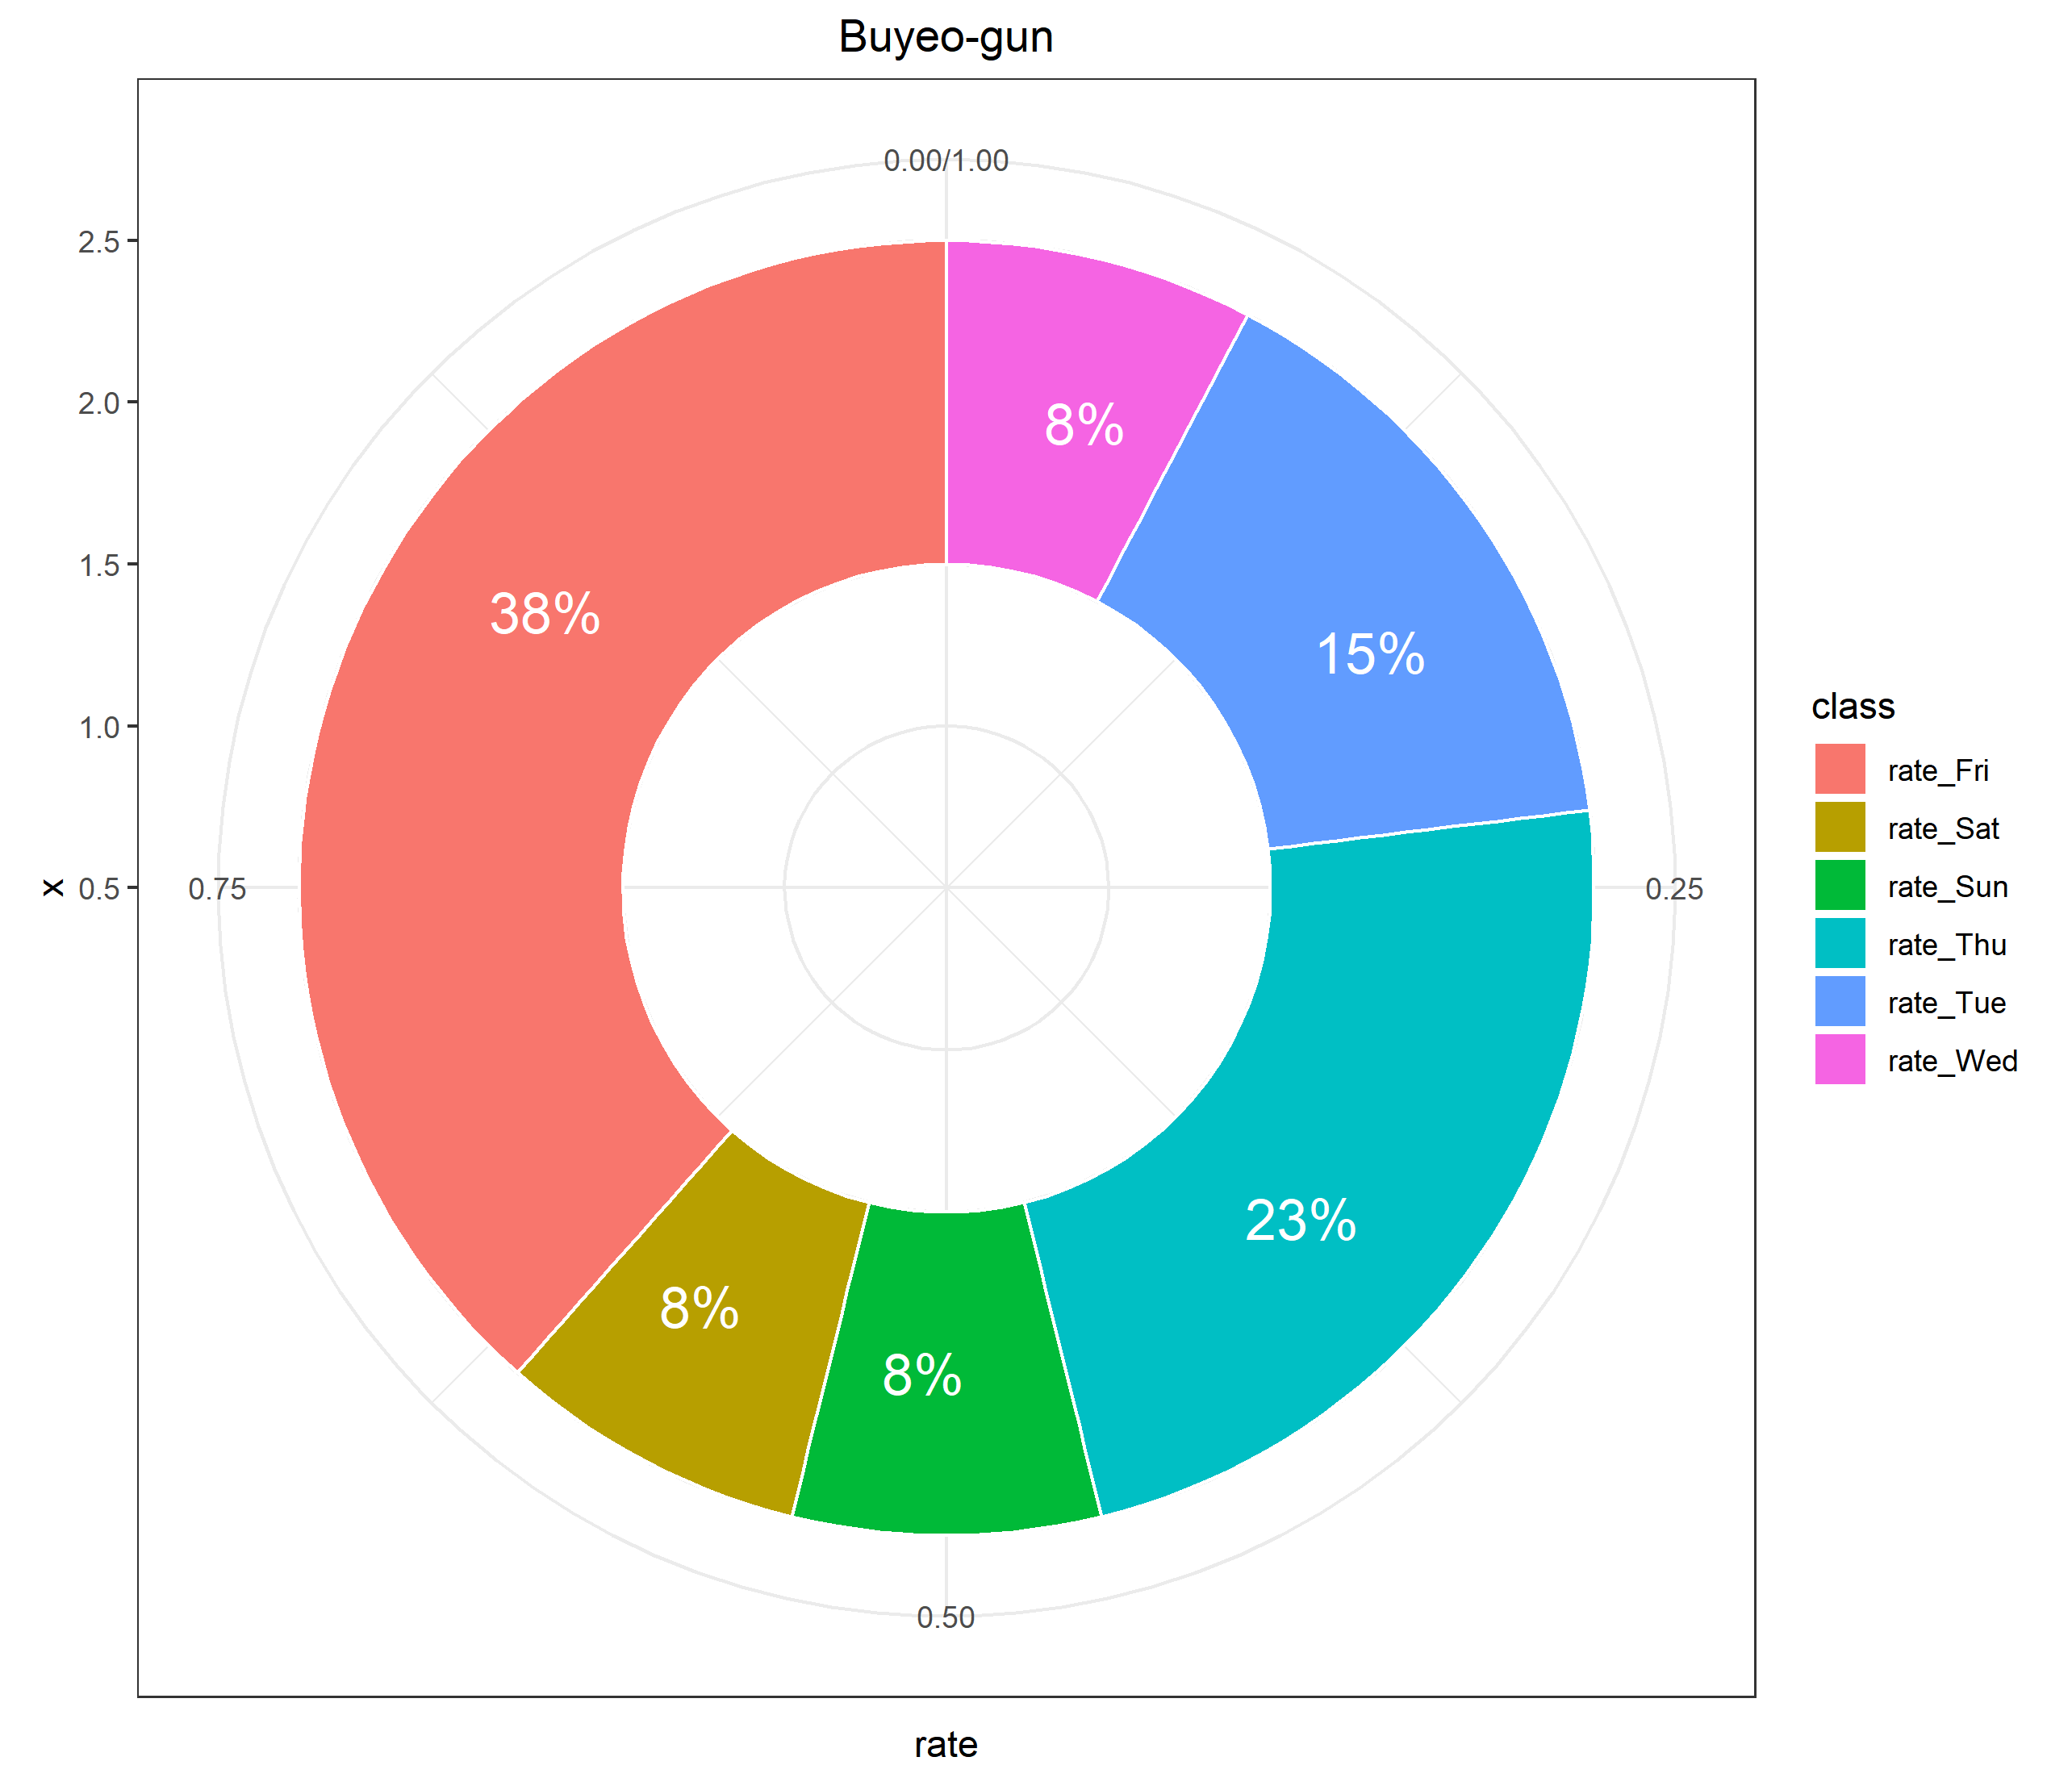 Buyeo-gun
0.00/1.00
2.5
2.0
1.5
1.0
x 0.5
0.75
0.25
0.50
8%
15%
38%
23%
8%
8%
rate
class
rate_Fri
rate_Sat
rate_Sun
rate_Thu
rate_Tue
rate_Wed